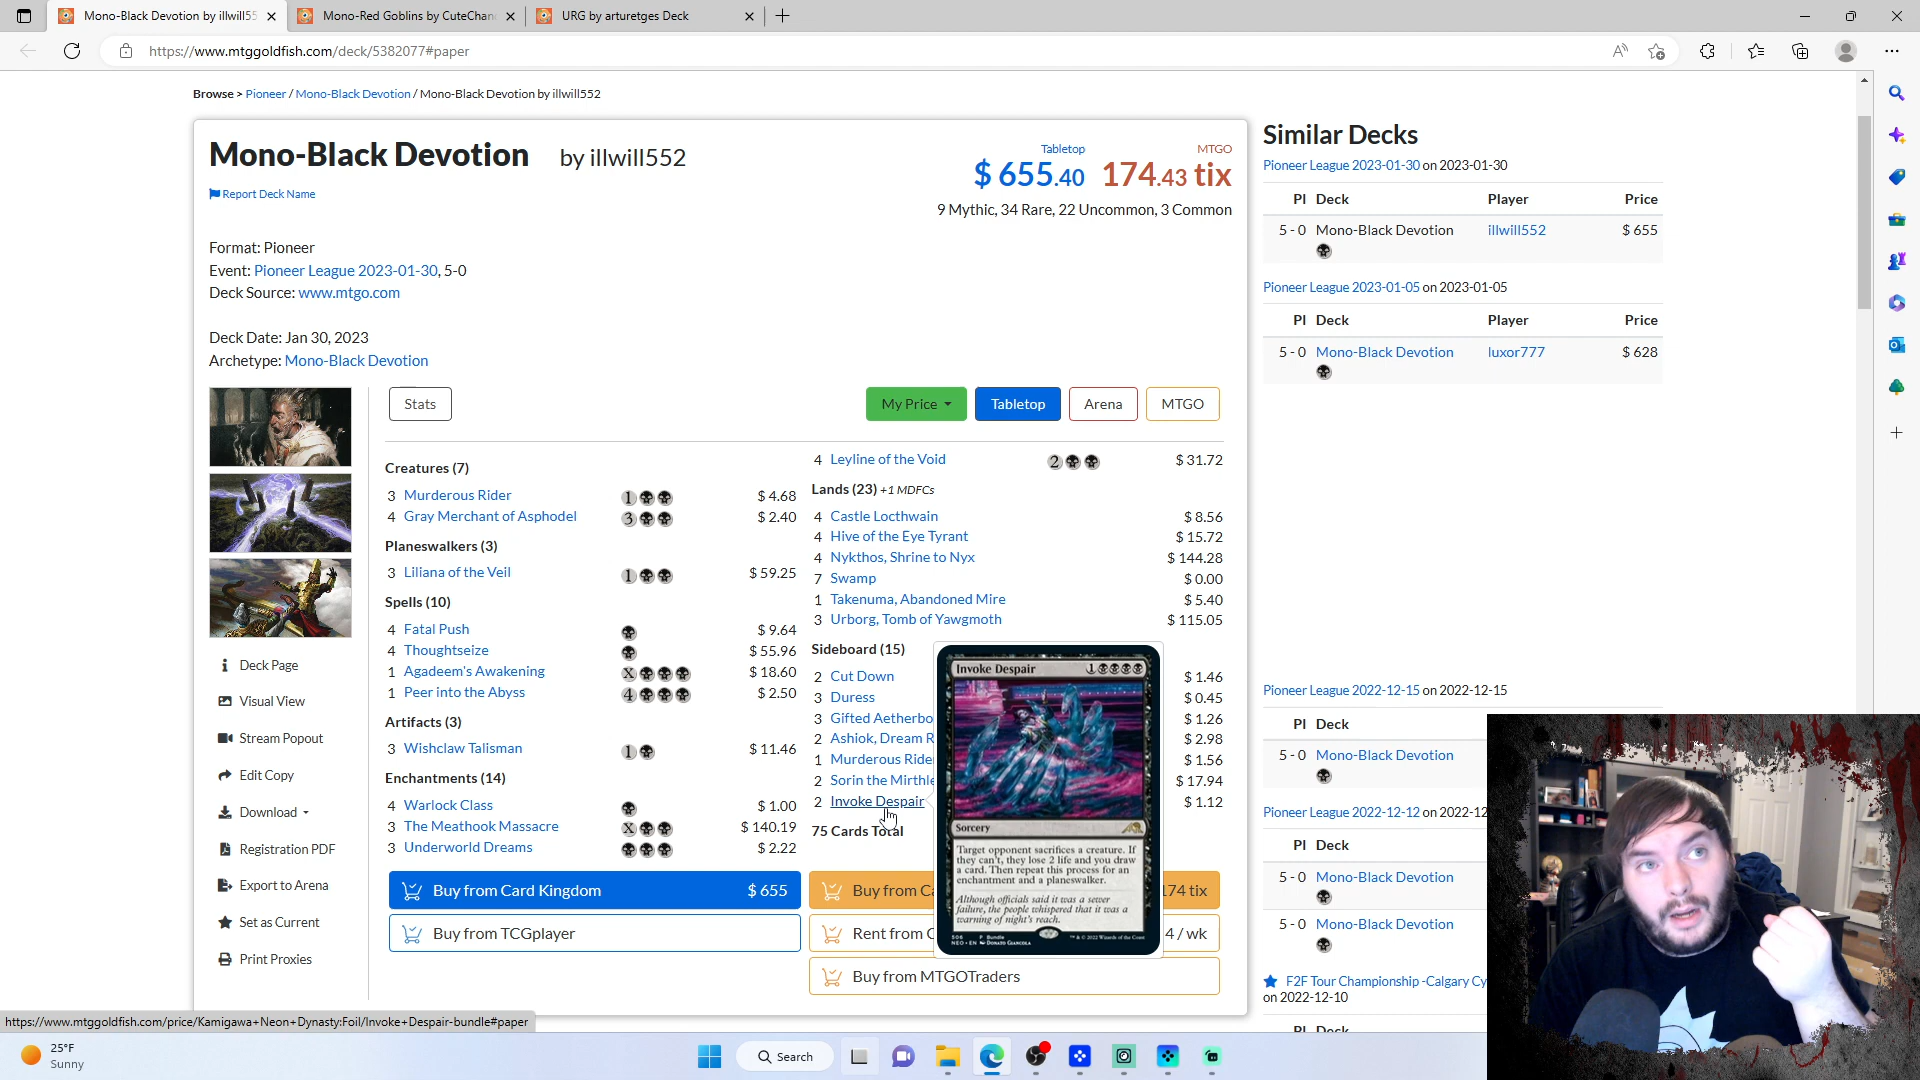 Mono-Black Devotion by illwill55
Mono-Red Goblins by CuteChan
URG by arturetges Deck
https://www.mtggoldfish.com/deck/5382077#paper
Browse > Pioneer / Mono-Black Devotion / Mono-Black Devotion by illwill552
Mono-Black Devotion by illwill552
Report Deck Name
Tabletop
$ 655.40
MTGO
174.43 tix
9 Mythic, 34 Rare, 22 Uncommon, 3 Common
Format: Pioneer
Event: Pioneer League 2023-01-30, 5-0
Deck Source: www.mtgo.com
Deck Date: Jan 30, 2023
Archetype: Mono-Black Devotion
Deck Page
Visual View
Stream Popout
Edit Copy
Download
Registration PDF
Export to Arena
Set as Current
Print Proxies
Stats
My Price
Tabletop
Arena
MTGO
Creatures (7)
3 Murderous Rider 1 $ 4.68
4 Gray Merchant of Asphodel 3 $ 2.40
Planeswalkers (3)
3 Liliana of the Veil 1 $ 59.25
Spells (10)
4 Fatal Push $ 9.64
4 Thoughtseize $ 55.96
1 Agadeem's Awakening X $ 18.60
1 Peer into the Abyss 4 $ 2.50
Artifacts (3)
3 Wishclaw Talisman 1 $ 11.46
Enchantments (14)
4 Warlock Class $ 1.00
3 The Meathook Massacre X $ 140.19
3 Underworld Dreams $ 2.22
4 Leyline of the Void 2 $ 31.72
Lands (23) +1 MDFCs
4 Castle Locthwain $ 8.56
4 Hive of the Eye Tyrant $ 15.72
4 Nykthos, Shrine to Nyx $ 144.28
7 Swamp $ 0.00
1 Takenuma, Abandoned Mire $ 5.40
3 Urborg, Tomb of Yawgmoth $ 115.05
Sideboard (15)
2 Cut Down $ 1.46
3 Duress $ 0.45
3 Gifted Aetherbo $ 1.26
2 Ashiok, Dream R $ 2.98
1 Murderous Ride $ 1.56
2 Sorin the Mirthle $ 17.94
2 Invoke Despair $ 1.12
75 Cards Total
Invoke Despair 1
Sorcery
Target opponent sacrifices a creature. If
they can't, they lose 2 life and you draw
a card. Then repeat this process for an
enchantment and a planeswalker.
Although officials said it was a sewer
failure, the people whispered that it was a
warning of night's reach.
Buy from Card Kingdom $ 655
Buy from TCGplayer
Buy from Ca 174 tix
Rent from C 4 / wk
Buy from MTGOTraders
Similar Decks
Pioneer League 2023-01-30 on 2023-01-30
Pl Deck Player Price
5 - 0 Mono-Black Devotion illwill552 $ 655
Pioneer League 2023-01-05 on 2023-01-05
Pl Deck Player Price
5 - 0 Mono-Black Devotion luxor777 $ 628
Pioneer League 2022-12-15 on 2022-12-15
Pl Deck
5 - 0 Mono-Black Devotion
Pioneer League 2022-12-12 on 2022-12
Pl Deck
5 - 0 Mono-Black Devotion
5 - 0 Mono-Black Devotion
F2F Tour Championship -Calgary Cy
on 2022-12-10
Pl Deck
https://www.mtggoldfish.com/price/Kamigawa+Neon+Dynasty:Foil/Invoke+Despair-bundle#paper
25°F
Sunny
Search